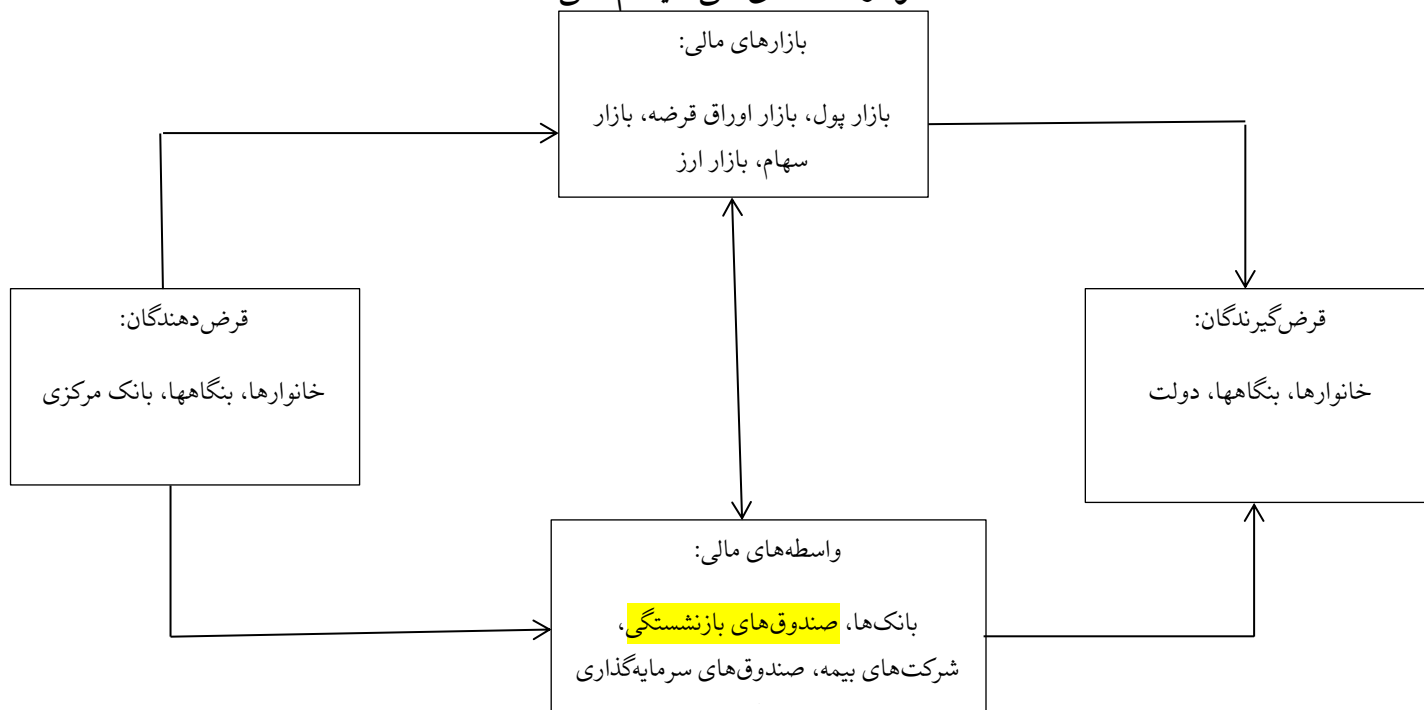 بازارهای مالی:
بازار پول، بازار اوراق قرضه، بازار
سهام، بازار ارز
قرض‌گیرندگان:
خانوارها، بنگاهها، دولت
قرض‌دهندگان:
خانوارها، بنگاهها، بانک مرکزی
واسطه‌های مالی:
بانک‌ها، صندوق‌های بازنشستگی،
شرکت‌های بیمه، صندوق‌های سرمایه‌گذاری